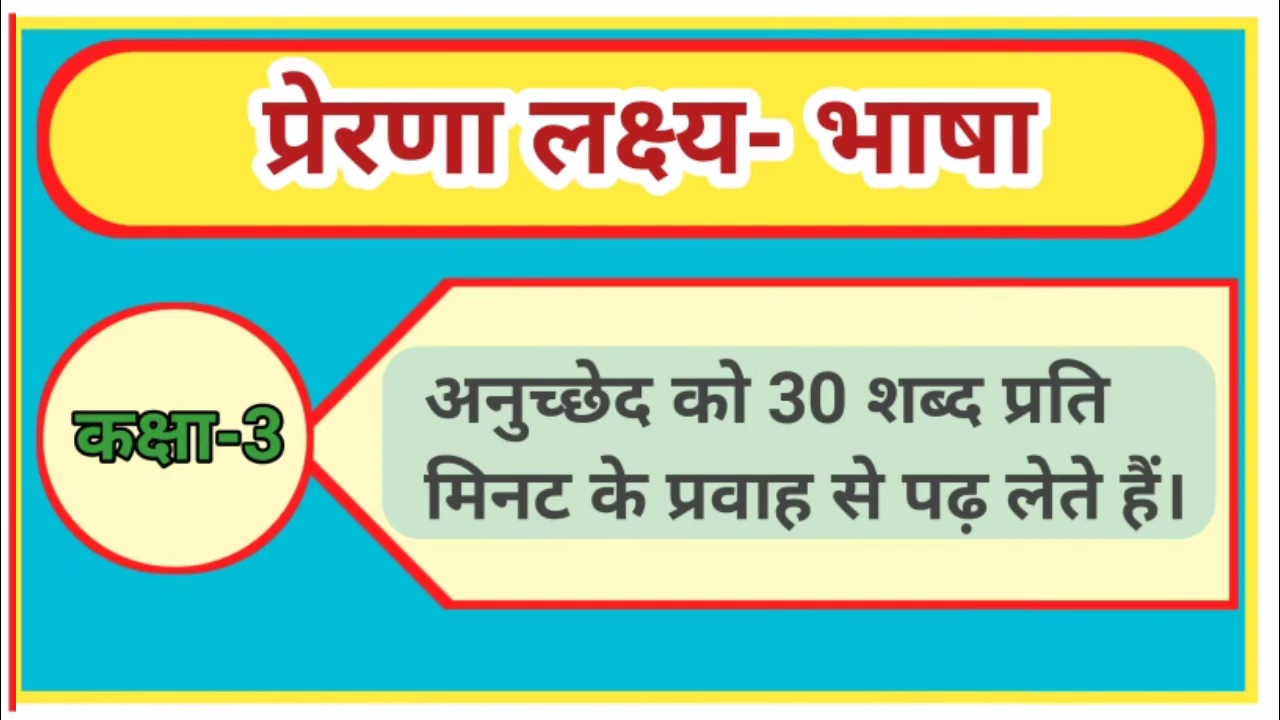 प्रेरणा लक्ष्य- भाषा
कक्षा-3
अनुच्छेद को 30 शब्द प्रति
मिनट के प्रवाह से पढ़ लेते हैं।